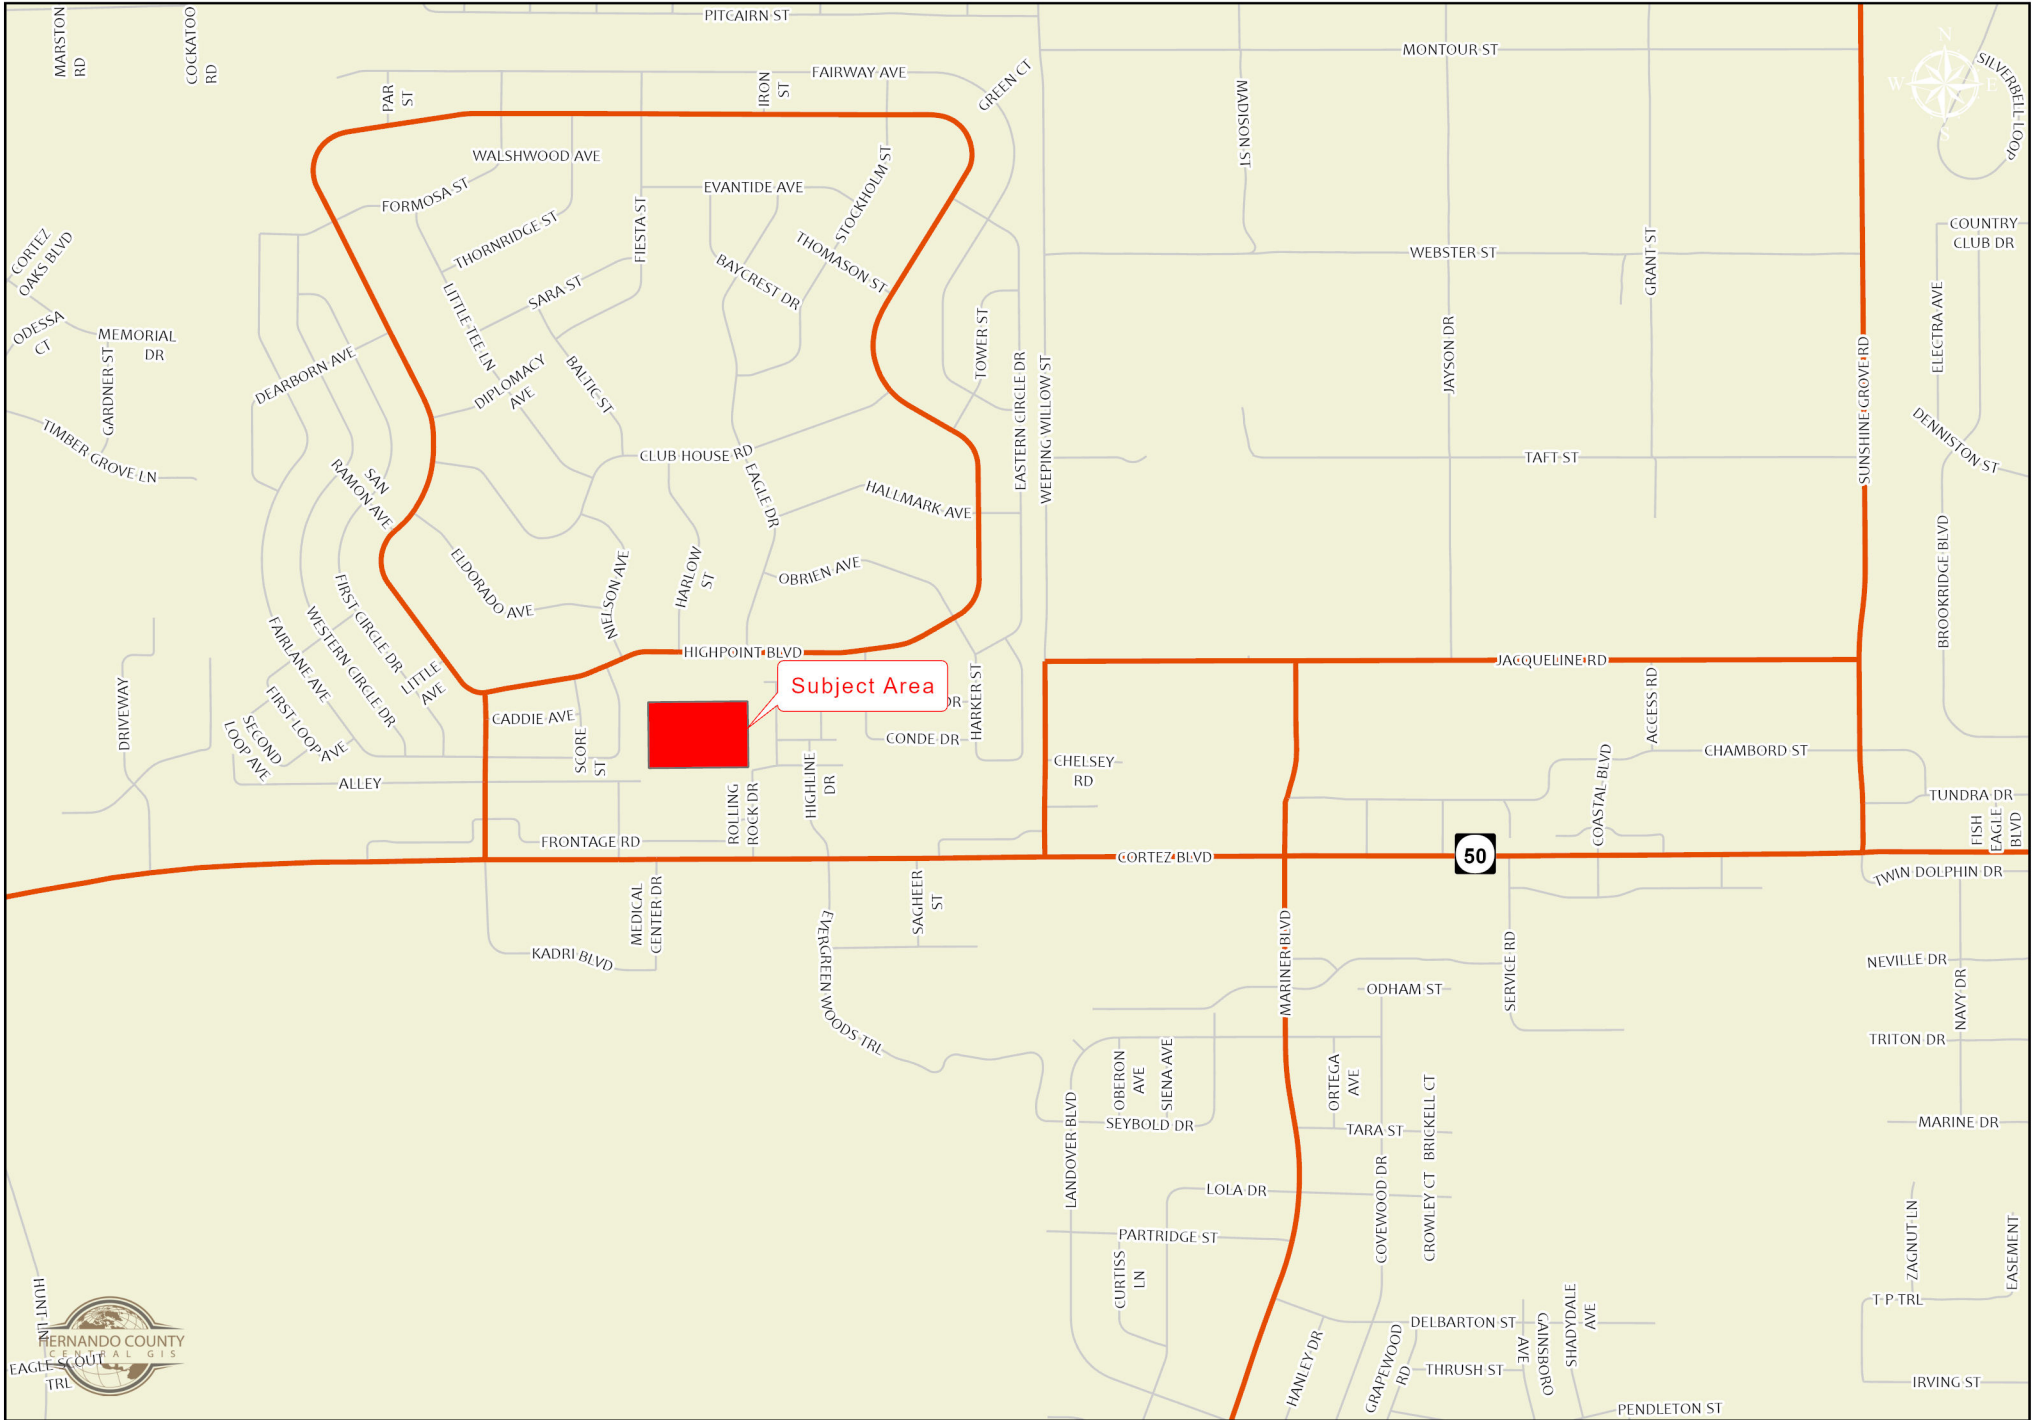 PITCAIRN ST
MARSTON
RD
COCKATOO
RD
MONTOUR ST
N
W
E
S
SILVERBELL LOOP
FAIRWAY AVE
GREEN CT
PAR
ST
IRON
ST
MADISON ST
WALSHWOOD AVE
FORMOSA ST
EVANTIDE AVE
STOCKHOLM ST
THORNRIDGE ST
FIESTA ST
THOMASON ST
CORTEZ
OAKS BLVD
WEBSTER ST
GRANT ST
COUNTRY
CLUB DR
BAYCREST DR
SARA ST
LITTLE TEE LN
ODESSA
CT
MEMORIAL
DR
GARDNER ST
DEARBORN AVE
DIPLOMACY
AVE
BALTIC ST
TOWER ST
EASTERN CIRCLE DR
WEEPING WILLOW ST
JAYSON DR
SUNSHINE GROVE RD
ELECTRA AVE
DENNISTON ST
TIMBER GROVE LN
SAN
RAMON AVE
CLUB HOUSE RD
EAGLE DR
HALLMARK AVE
TAFT ST
BROOKRIDGE BLVD
ELDORADO AVE
NIELSON AVE
HARLOW
ST
OBRIEN AVE
FIRST CIRCLE DR
WESTERN CIRCLE DR
FAIRLANE AVE
LITTLE
AVE
HIGHPOINT BLVD
JACQUELINE RD
Subject Area
DR
HARKER ST
ACCESS RD
DRIVEWAY
FIRST LOOP AVE
SECOND
LOOP AVE
CADDIE AVE
SCORE
ST
CONDE DR
CHELSEY
RD
CHAMBORD ST
COASTAL BLVD
ALLEY
ROLLING
ROCK DR
HIGHLINE
DR
TUNDRA DR
FISH
EAGLE
BLVD
FRONTAGE RD
CORTEZ BLVD
50
TWIN DOLPHIN DR
MEDICAL
CENTER DR
SAGHEER
ST
EVERGREEN WOODS TRL
KADRI BLVD
MARINER BLVD
SERVICE RD
NEVILLE DR
NAVY DR
ODHAM ST
TRITON DR
OBERON
AVE
SIENA AVE
ORTEGA
AVE
BRICKELL CT
LANDOVER BLVD
SEYBOLD DR
TARA ST
MARINE DR
COVEWOOD DR
CROWLEY CT
LOLA DR
PARTRIDGE ST
CURTISS
LN
ZAGNUT LN
EASEMENT
T P TRL
HUNT LN
HERNANDO COUNTY
CENTRAL GIS
EAGLE SCOUT
TRL
HANLEY DR
GRAPEWOOD
RD
DELBARTON ST
THRUSH ST
GAINSBORO
AVE
SHADYDALE
AVE
IRVING ST
PENDLETON ST